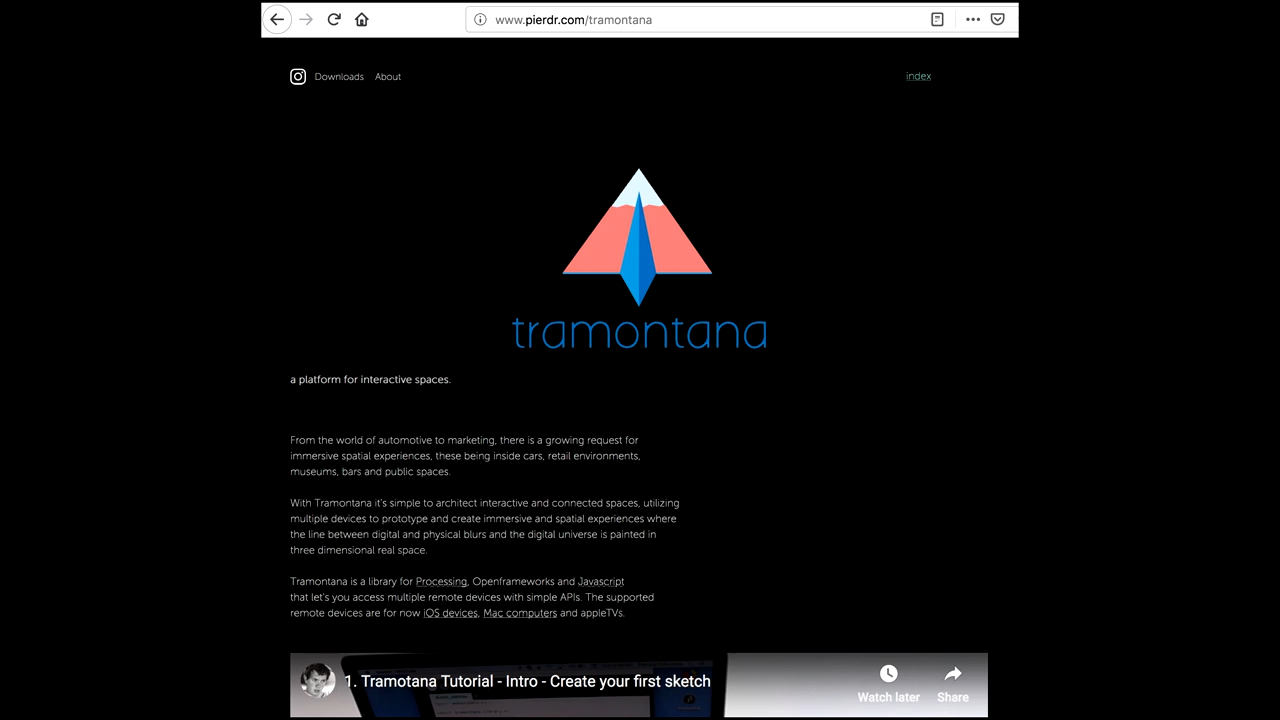 www.pierdr.com/tramontana
Downloads About
index
tramontana
a platform for interactive spaces.
From the world of automotive to marketing, there is a growing request for
immersive spatial experiences, these being inside cars, retail environments,
museums, bars and public spaces.
With Tramontana it's simple to architect interactive and connected spaces, utilizing
multiple devices to prototype and create immersive and spatial experiences where
the line between digital and physical blurs and the digital universe is painted in
three dimensional real space.
Tramontana is a library for Processing, Openframeworks and Javascript
that let's you access multiple remote devices with simple APIs. The supported
remote devices are for now iOS devices, Mac computers and appleTVs.
1. Tramotana Tutorial - Intro - Create your first sketch
Watch later Share